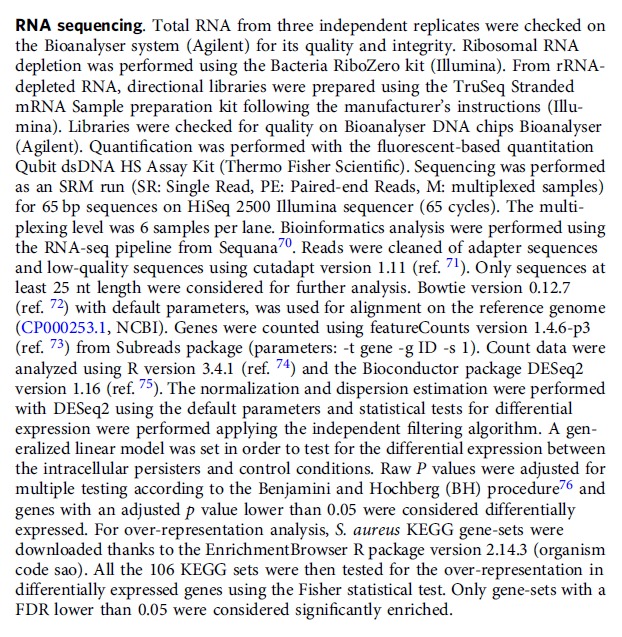 RNA sequencing. Total RNA from three independent replicates were checked on
the Bioanalyser system (Agilent) for its quality and integrity. Ribosomal RNA
depletion was performed using the Bacteria RiboZero kit (Illumina). From rRNA-
depleted RNA, directional libraries were prepared using the TruSeq Stranded
mRNA Sample preparation kit following the manufacturer's instructions (Illu-
mina). Libraries were checked for quality on Bioanalyser DNA chips Bioanalyser
(Agilent). Quantification was performed with the fluorescent-based quantitation
Qubit dsDNA HS Assay Kit (Thermo Fisher Scientific). Sequencing was performed
as an SRM run (SR: Single Read, PE: Paired-end Reads, M: multiplexed samples)
for 65 bp sequences on HiSeq 2500 Illumina sequencer (65 cycles). The multi-
plexing level was 6 samples per lane. Bioinformatics analysis were performed using
the RNA-seq pipeline from Sequana70. Reads were cleaned of adapter sequences
and low-quality sequences using cutadapt version 1.11 (ref. 71). Only sequences at
least 25 nt length were considered for further analysis. Bowtie version 0.12.7
(ref. 72) with default parameters, was used for alignment on the reference genome
(CP000253.1, NCBI). Genes were counted using featureCounts version 1.4.6-p3
(ref. 73) from Subreads package (parameters: -t gene -g ID -s 1). Count data were
analyzed using R version 3.4.1 (ref. 74) and the Bioconductor package DESeq2
version 1.16 (ref. 75). The normalization and dispersion estimation were performed
with DESeq2 using the default parameters and statistical tests for differential
expression were performed applying the independent filtering algorithm. A gen-
eralized linear model was set in order to test for the differential expression between
the intracellular persisters and control conditions. Raw P values were adjusted for
multiple testing according to the Benjamini and Hochberg (BH) procedure76 and
genes with an adjusted p value lower than 0.05 were considered differentially
expressed. For over-representation analysis, S. aureus KEGG gene-sets were
downloaded thanks to the EnrichmentBrowser R package version 2.14.3 (organism
code sao). All the 106 KEGG sets were then tested for the over-representation in
differentially expressed genes using the Fisher statistical test. Only gene-sets with a
FDR lower than 0.05 were considered significantly enriched.